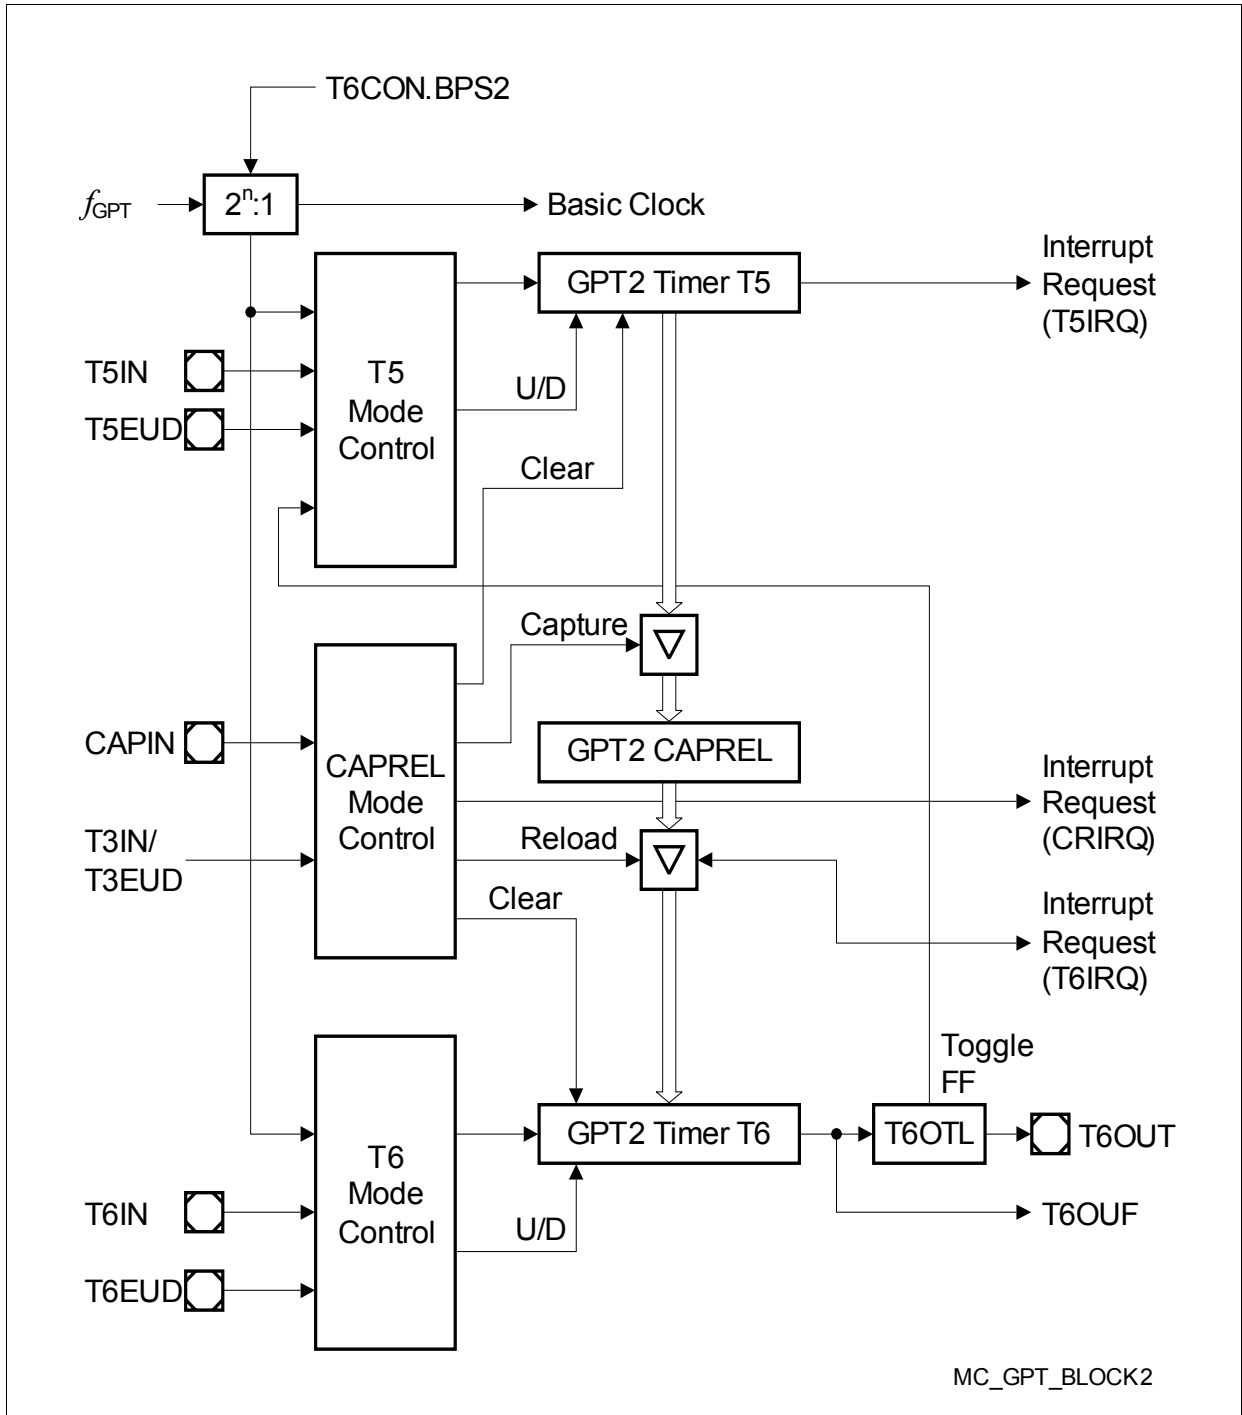 T6CON.BPS2
fGPT
2n:1
Basic Clock
Interrupt
Request
(T5IRQ)
GPT2 Timer T5
T5IN
T5EUD
T5
Mode
Control
U/D
Clear
Capture
CAPIN
GPT2 CAPREL
CAPREL
Mode
Control
Interrupt
Request
(CRIRQ)
T3IN/
T3EUD
Reload
Clear
Interrupt
Request
(T6IRQ)
Toggle
FF
GPT2 Timer T6
T6OTL
T6OUT
T6
Mode
Control
T6IN
U/D
T6OUF
T6EUD
MC_GPT_BLOCK2